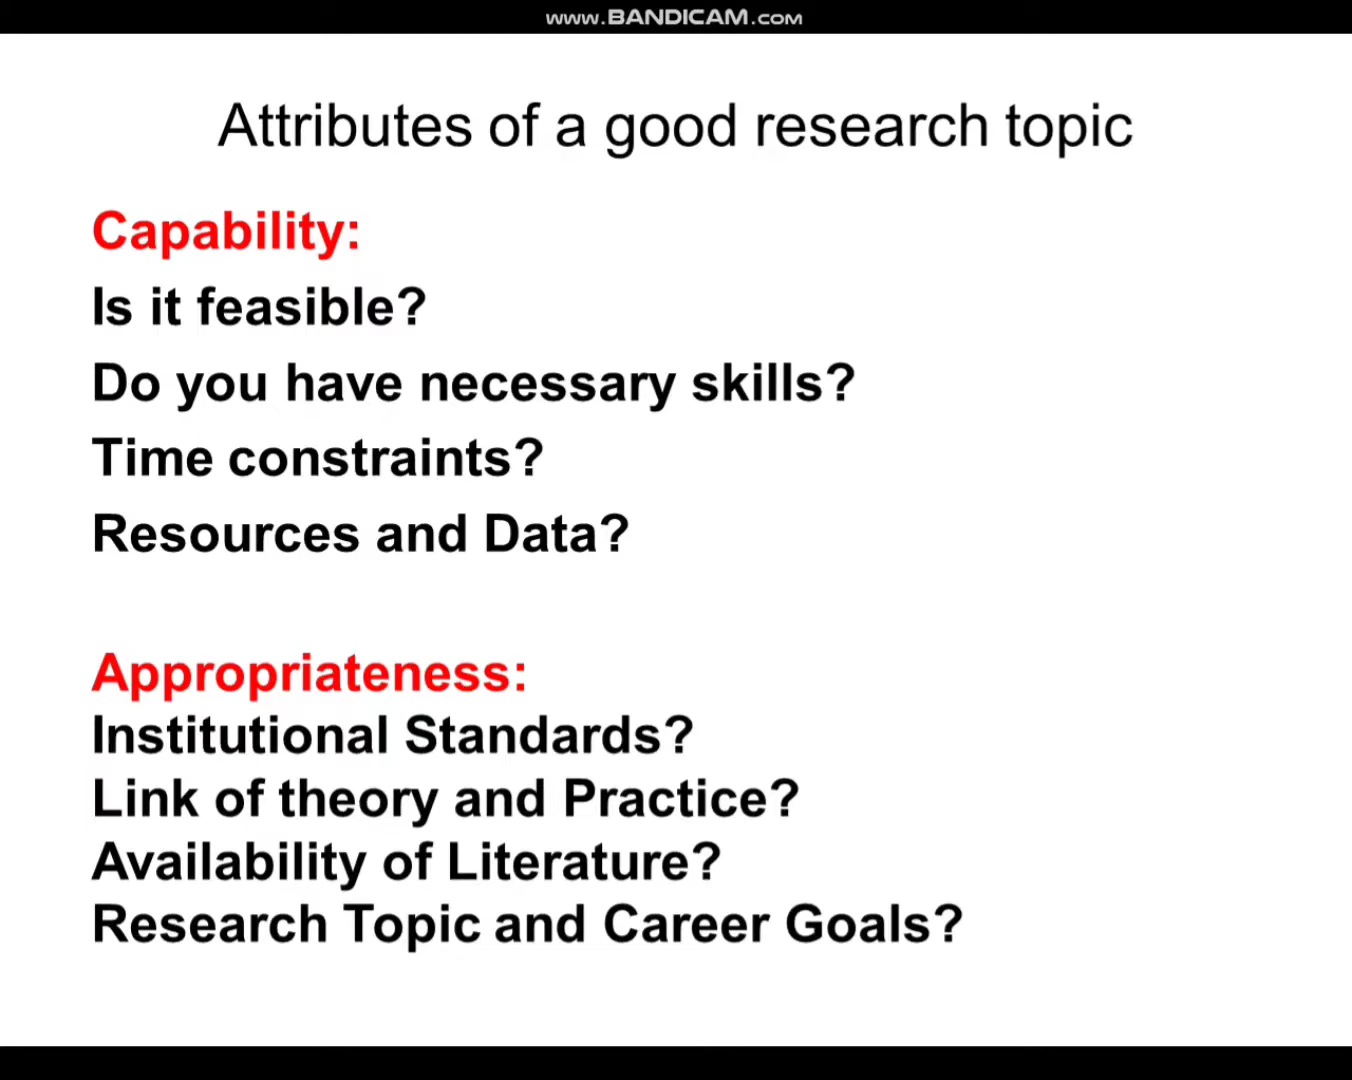 www.BANDICAM.com
Attributes of a good research topic
Capability:
Is it feasible?
Do you have necessary skills?
Time constraints?
Resources and Data?
Appropriateness:
Institutional Standards?
Link of theory and Practice?
Availability of Literature?
Research Topic and Career Goals?